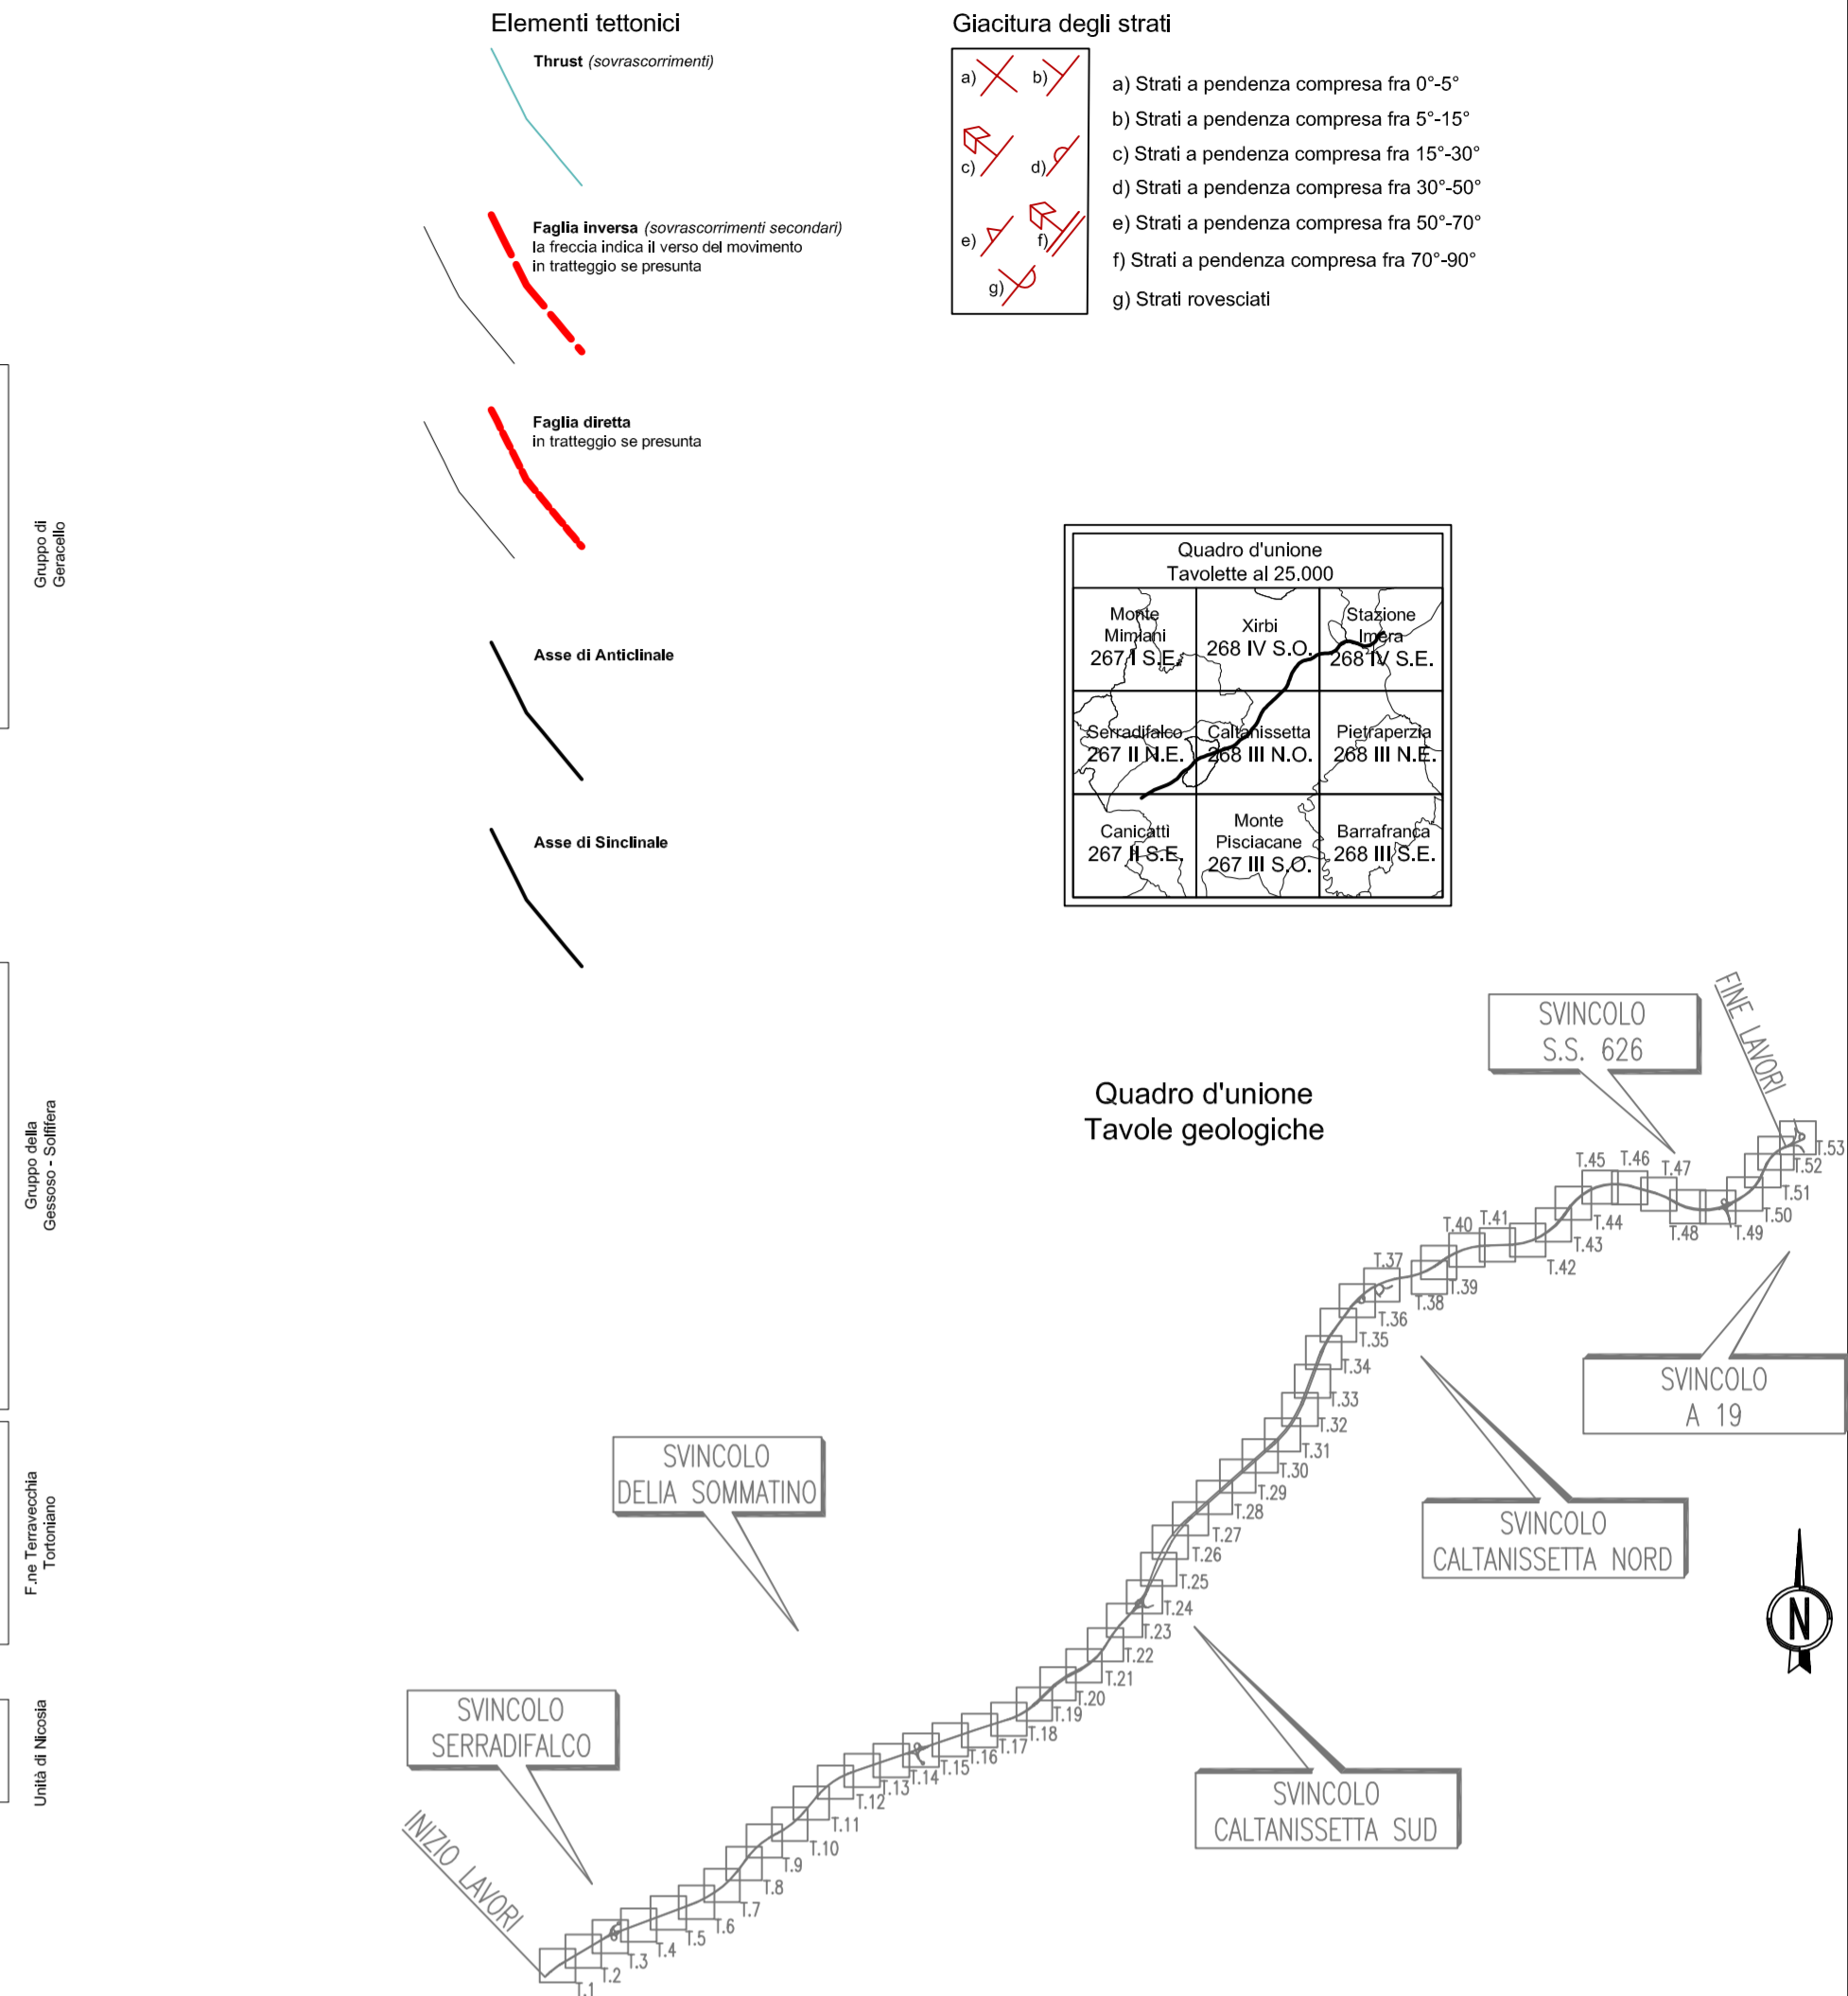 Elementi tettonici
Thrust (sovrascorrimenti)
Faglia inversa (sovrascorrimenti secondari)
la freccia indica il verso del movimento
in tratteggio se presunta
Faglia diretta
in tratteggio se presunta
Asse di Anticlinale
Asse di Sinclinale
Giacitura degli strati
a)
b)
c)
d)
e)
f)
g)
a) Strati a pendenza compresa fra 0°-5°
b) Strati a pendenza compresa fra 5°-15°
c) Strati a pendenza compresa fra 15°-30°
d) Strati a pendenza compresa fra 30°-50°
e) Strati a pendenza compresa fra 50°-70°
f) Strati a pendenza compresa fra 70°-90°
g) Strati rovesciati
Gruppo di
Geracello
Gruppo della
Gessoso - Solfifera
F.ne Terravecchia
Tortoniano
Unità di Nicosia
Quadro d'unione
Tavolette al 25.000
Monte
Mimiani
267 I S.E.
Xirbi
268 IV S.O.
Stazione
Imera
268 IV S.E.
Serradifalco
267 II N.E.
Caltanissetta
268 III N.O.
Pietraperzia
268 III N.E.
Canicattì
267 II S.E.
Monte
Pisciacane
267 III S.O.
Barrafranca
268 III S.E.
Quadro d'unione
Tavole geologiche
SVINCOLO
S.S. 626
FINE LAVORI
SVINCOLO
A 19
SVINCOLO
CALTANISSETTA NORD
SVINCOLO
DELIA SOMMATINO
SVINCOLO
SERRADIFALCO
SVINCOLO
CALTANISSETTA SUD
INIZIO LAVORI
N
T.1
T.2
T.3
T.4
T.5
T.6
T.7
T.8
T.9
T.10
T.11
T.12
T.13
T.14
T.15
T.16
T.17
T.18
T.19
T.20
T.21
T.22
T.23
T.24
T.25
T.26
T.27
T.28
T.29
T.30
T.31
T.32
T.33
T.34
T.35
T.36
T.37
T.38
T.39
T.40
T.41
T.42
T.43
T.44
T.45
T.46
T.47
T.48
T.49
T.50
T.51
T.52
T.53